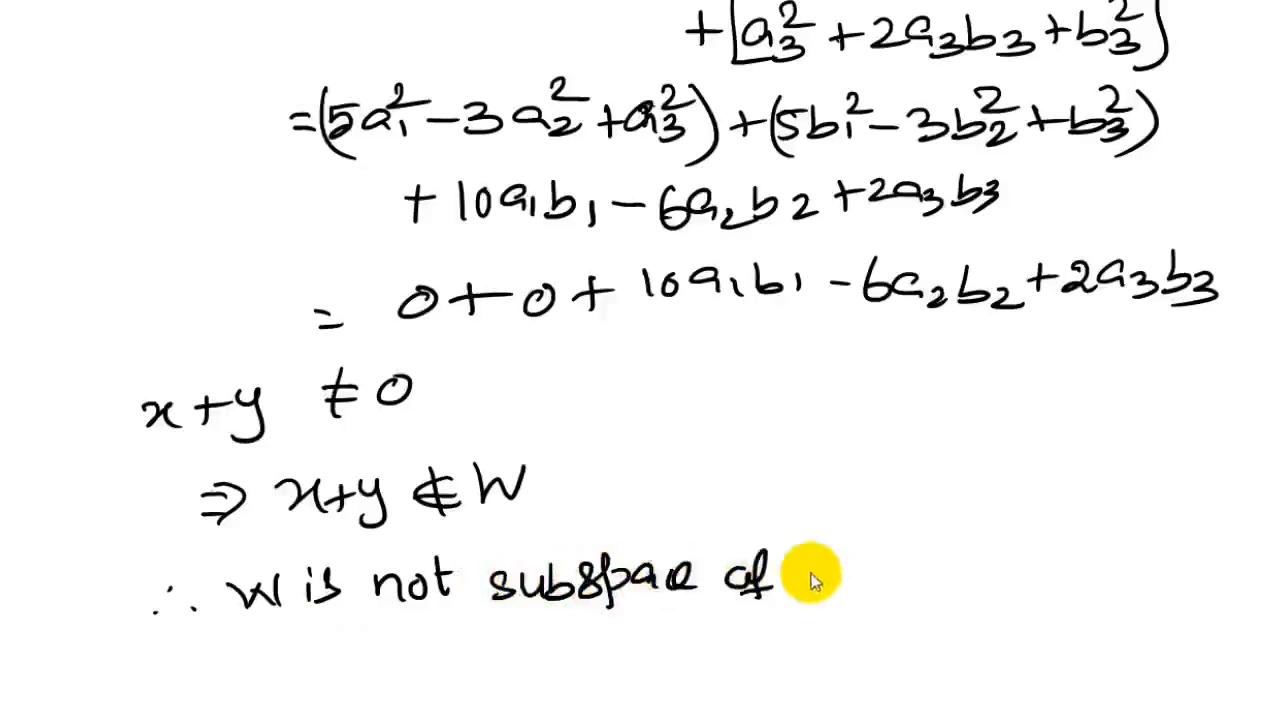 +[a₃² + 2a₃b₃ + b₃²]
= (5a₁² - 3a₂² + a₃²) + (5b₁² - 3b₂² + b₃²)
+ 10a₁b₁ - 6a₂b₂ + 2a₃b₃
= 0 + 0 + 10a₁b₁ - 6a₂b₂ + 2a₃b₃
x+y ≠ 0
⇒ x+y ∉ W
∴ W is not subspace of